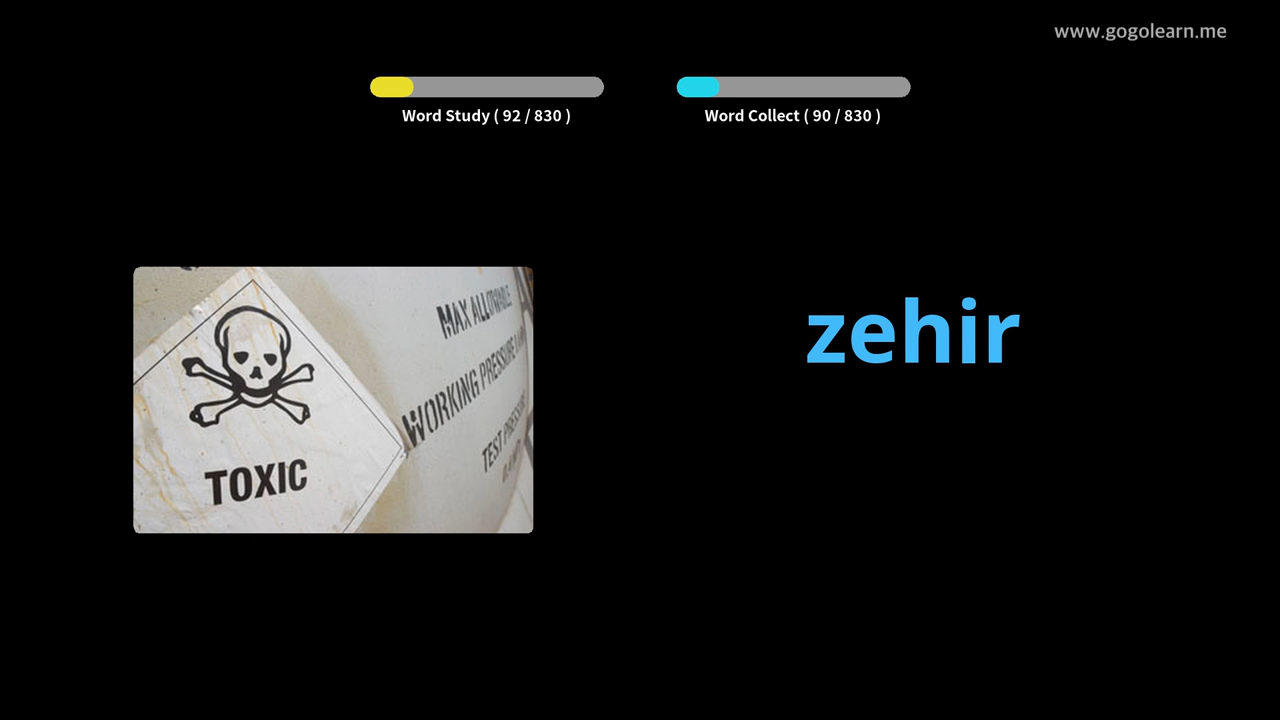 www.gogolearn.me
Word Study ( 92 / 830 )
Word Collect ( 90 / 830 )
zehir
MAX ALLOWABLE
WORKING PRESSURE
TEST PRESSURE
TOXIC